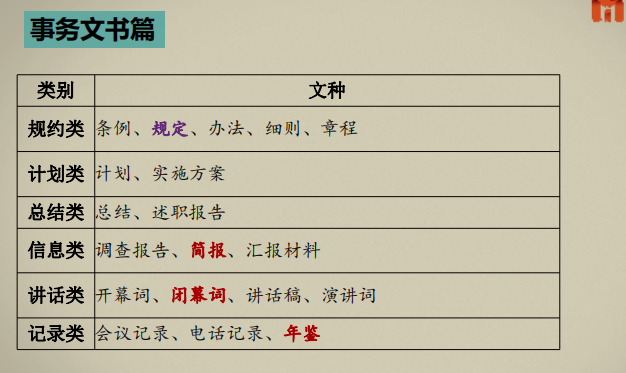 事务文书篇
类别 文种
规约类 条例、规定、办法、细则、章程
计划类 计划、实施方案
总结类 总结、述职报告
信息类 调查报告、简报、汇报材料
讲话类 开幕词、闭幕词、讲话稿、演讲词
记录类 会议记录、电话记录、年鉴